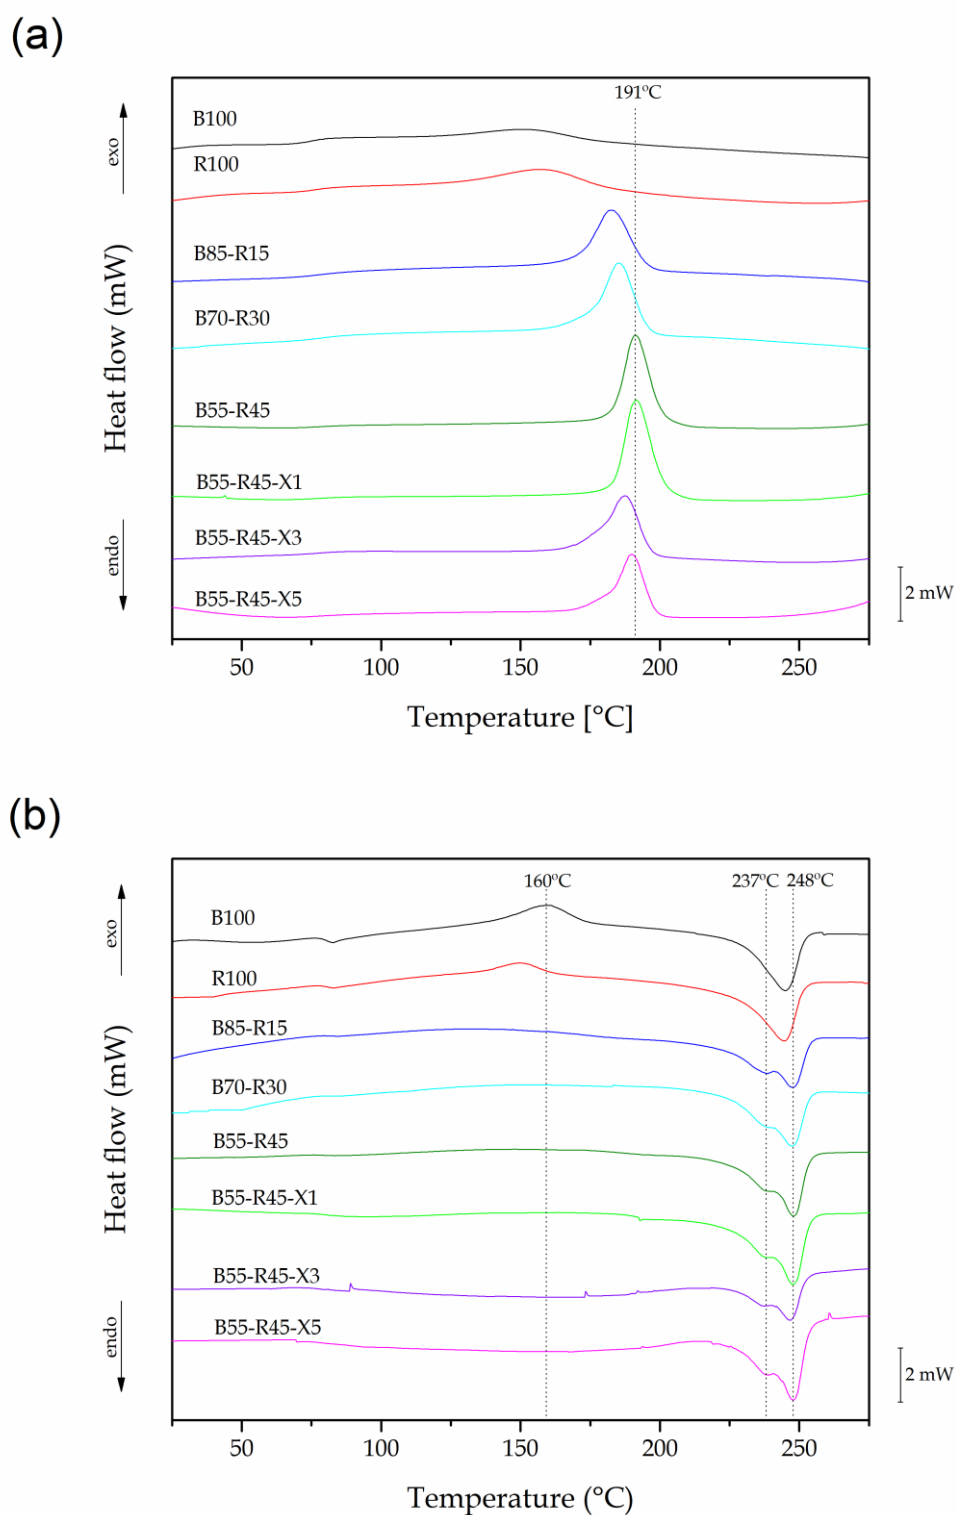 (a)
191ºC
exo
B100
R100
B85-R15
B70-R30
Heat flow (mW)
B55-R45
B55-R45-X1
B55-R45-X3
endo
B55-R45-X5
2 mW
50 100 150 200 250
Temperature [°C]
(b)
160ºC 237ºC 248ºC
exo
B100
R100
B85-R15
B70-R30
Heat flow (mW)
B55-R45
B55-R45-X1
B55-R45-X3
endo
B55-R45-X5
2 mW
50 100 150 200 250
Temperature (°C)